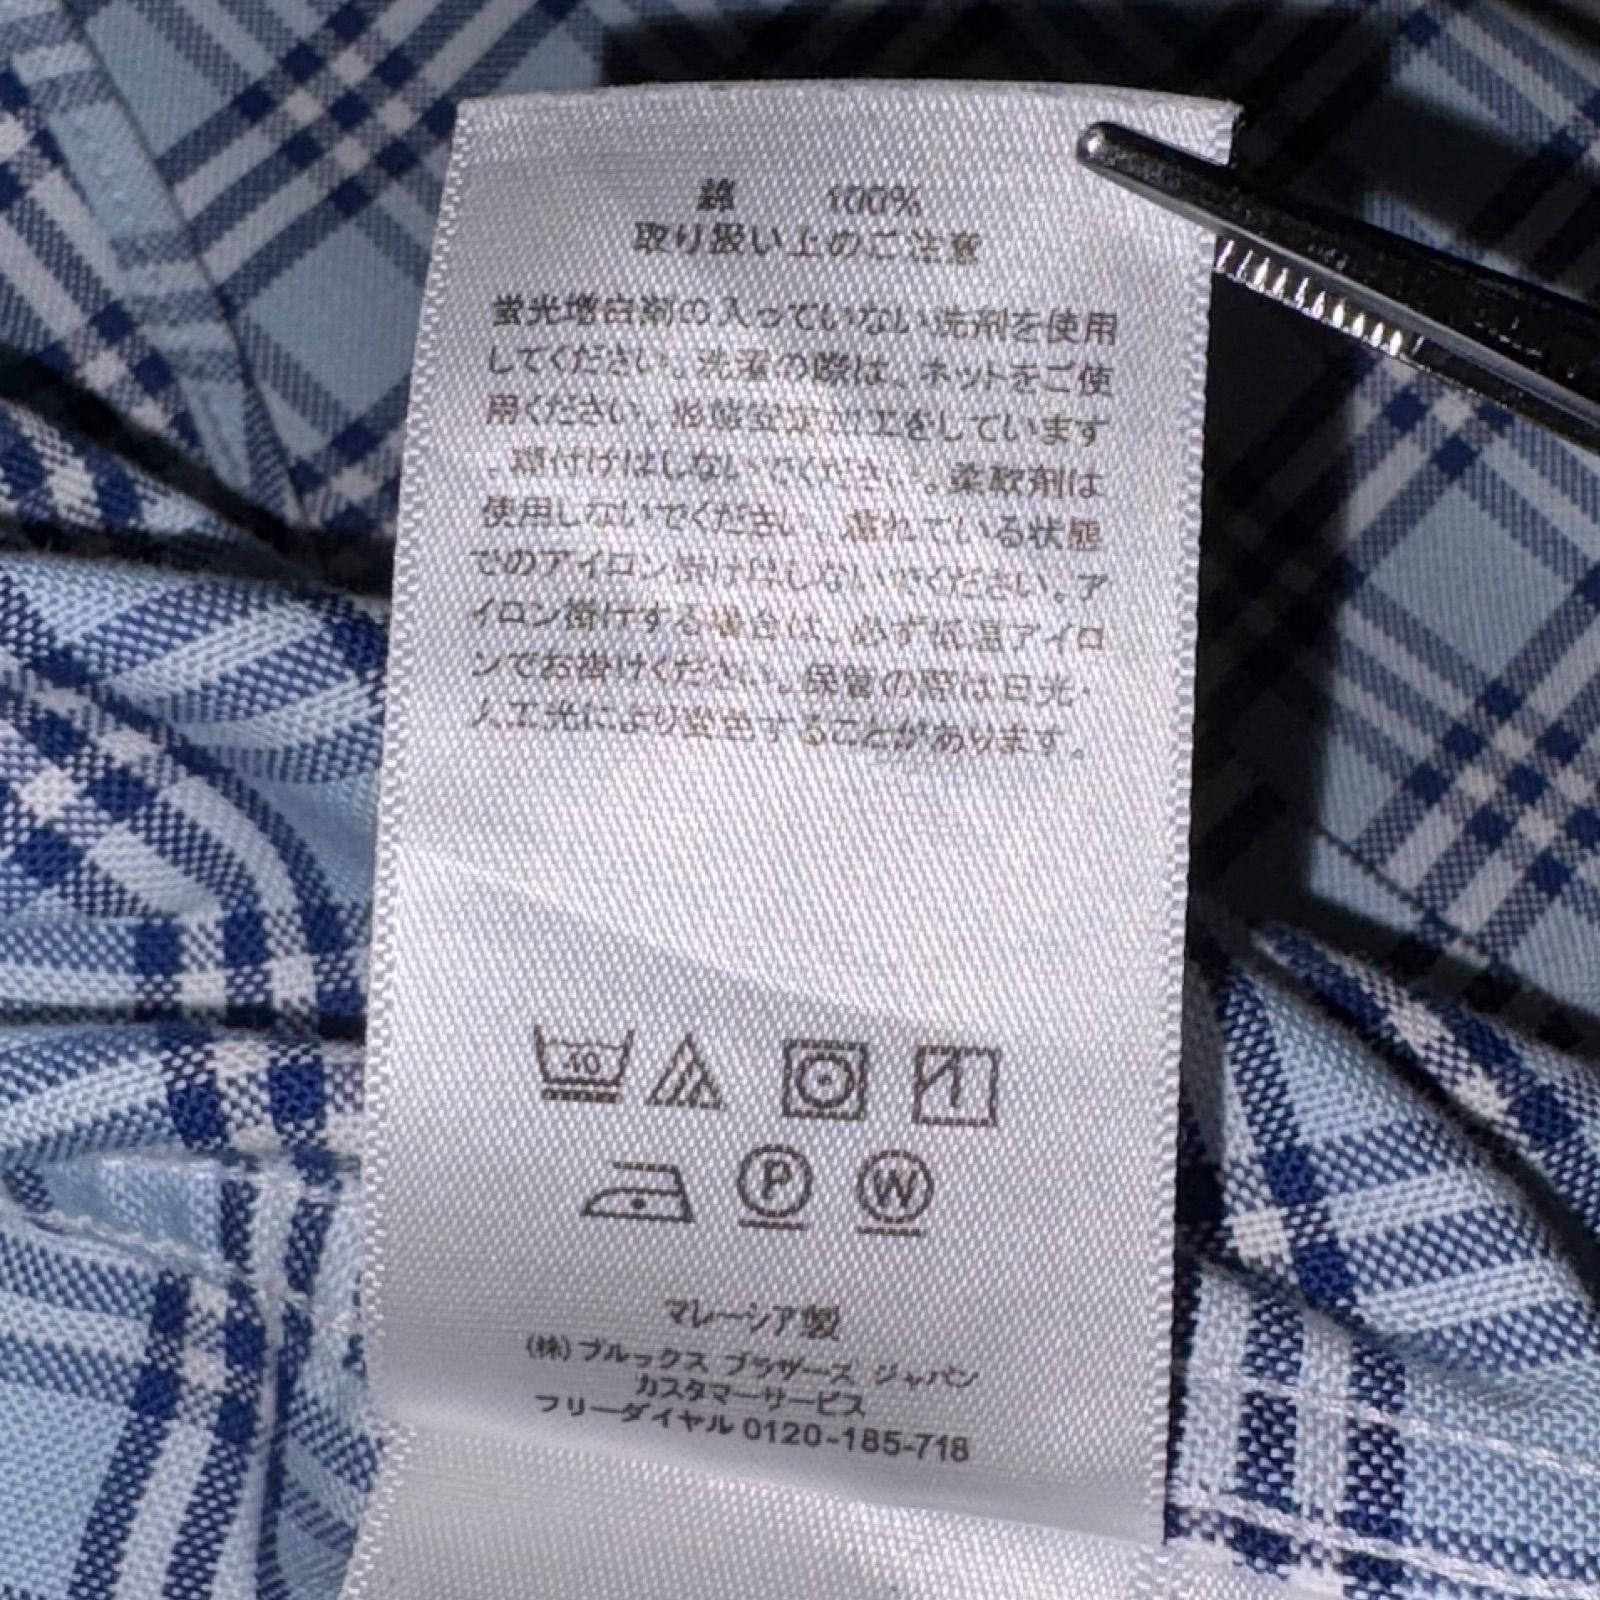 綿 100%
取り扱い上のご注意
蛍光増白剤の入っていない洗剤を使用
してください。洗濯の際は、ネットをご使
用ください。形態安定加工をしています
。糊付けはしないでください。柔軟剤は
使用しないでください。濡れている状態
でのアイロン掛けはしないでください。ア
イロン掛けする場合は、必ず低温アイロ
ンでお掛けください。保管の際は日光・
人工光により変色することがあります。
40
P W
マレーシア製
(株)ブルックス ブラザーズ ジャパン
カスタマーサービス
フリーダイヤル 0120-185-718